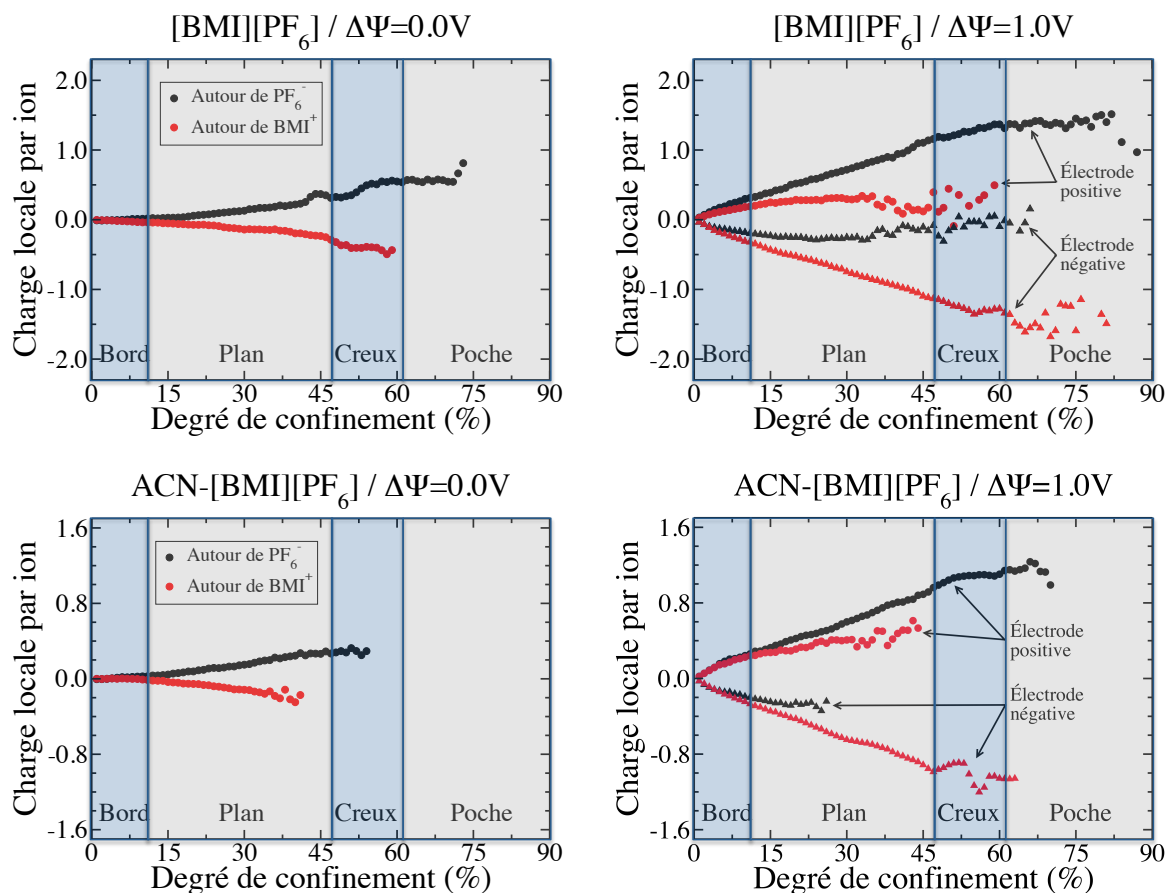 [BMI][PF6] / ΔΨ=0.0V
Charge locale par ion
2.0
1.0
0.0
-1.0
-2.0
Autour de PF6-
Autour de BMI+
Bord
Plan
Creux
Poche
0 15 30 45 60 75 90
Degré de confinement (%)
[BMI][PF6] / ΔΨ=1.0V
Charge locale par ion
2.0
1.0
0.0
-1.0
-2.0
Électrode
positive
Électrode
négative
Bord
Plan
Creux
Poche
0 15 30 45 60 75 90
Degré de confinement (%)
ACN-[BMI][PF6] / ΔΨ=0.0V
Charge locale par ion
1.6
0.8
0.0
-0.8
-1.6
Autour de PF6-
Autour de BMI+
Bord
Plan
Creux
Poche
0 15 30 45 60 75 90
Degré de confinement (%)
ACN-[BMI][PF6] / ΔΨ=1.0V
Charge locale par ion
1.6
0.8
0.0
-0.8
-1.6
Électrode
positive
Électrode
négative
Bord
Plan
Creux
Poche
0 15 30 45 60 75 90
Degré de confinement (%)